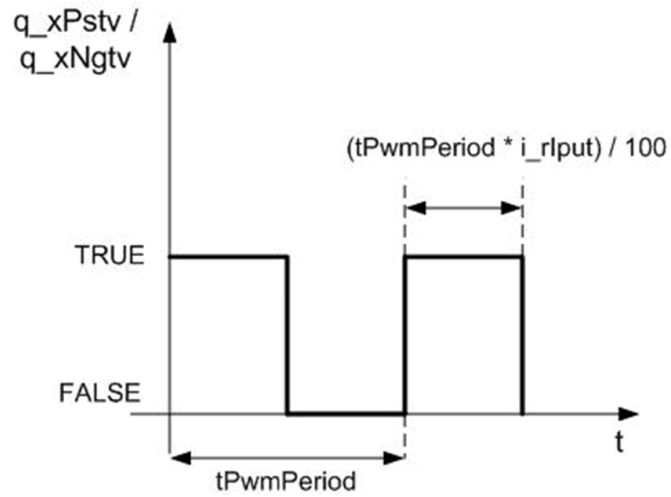 q_xPstv /
q_xNgtv
(tPwmPeriod * i_rIput) / 100
TRUE
FALSE
t
tPwmPeriod